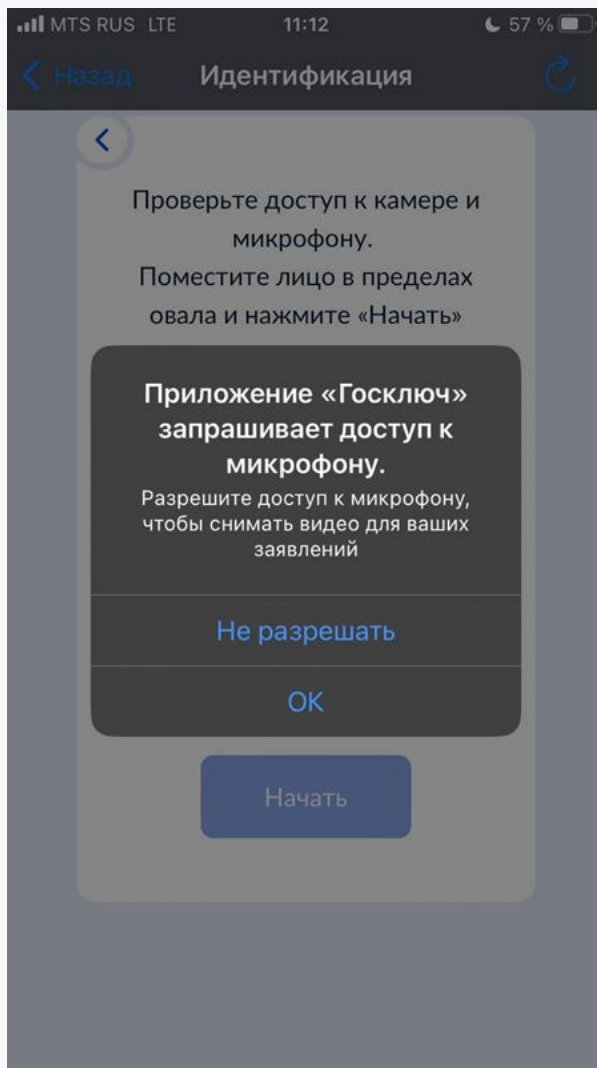 MTS RUS LTE 11:12 57 %
Назад Идентификация
Проверьте доступ к камере и
микрофону.
Поместите лицо в пределах
овала и нажмите «Начать»
Приложение «Госключ»
запрашивает доступ к
микрофону.
Разрешите доступ к микрофону,
чтобы снимать видео для ваших
заявлений
Не разрешать
ОК
Начать